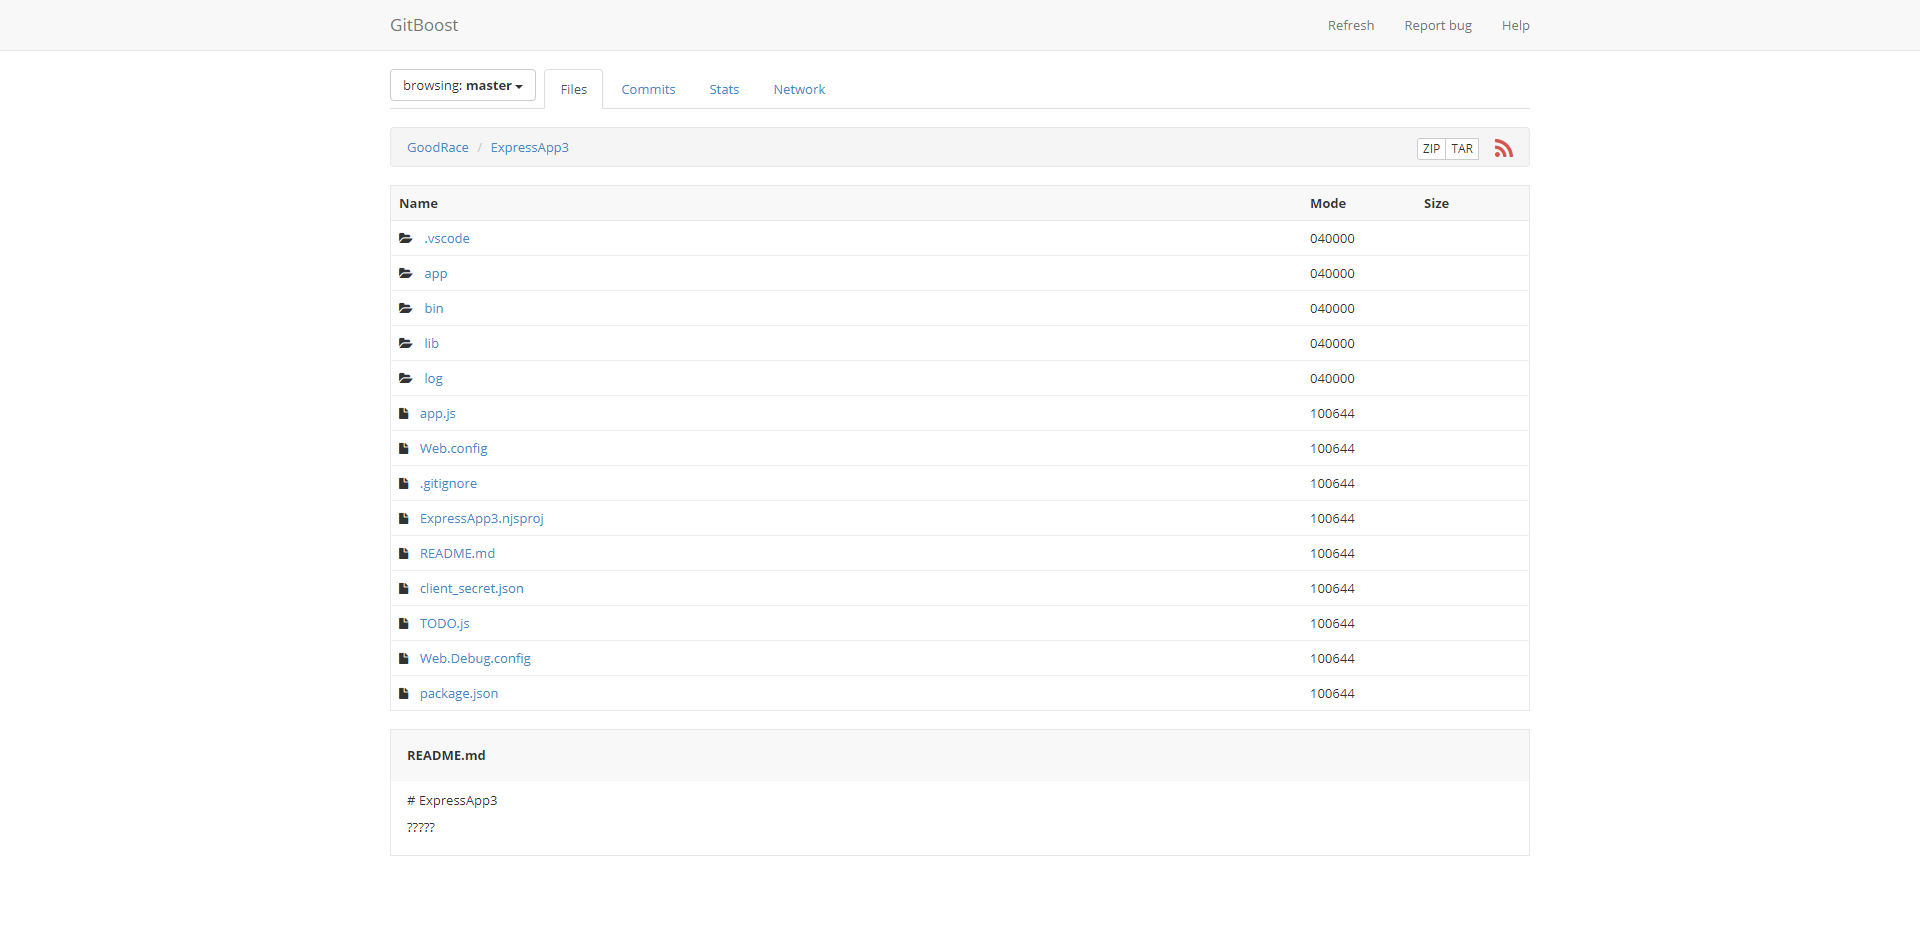 GitBoost Refresh Report bug Help
browsing: master Files Commits Stats Network
GoodRace / ExpressApp3 ZIP TAR
Name Mode Size
.vscode 040000
app 040000
bin 040000
lib 040000
log 040000
app.js 100644
Web.config 100644
.gitignore 100644
ExpressApp3.njsproj 100644
README.md 100644
client_secret.json 100644
TODO.js 100644
Web.Debug.config 100644
package.json 100644
README.md
# ExpressApp3
?????